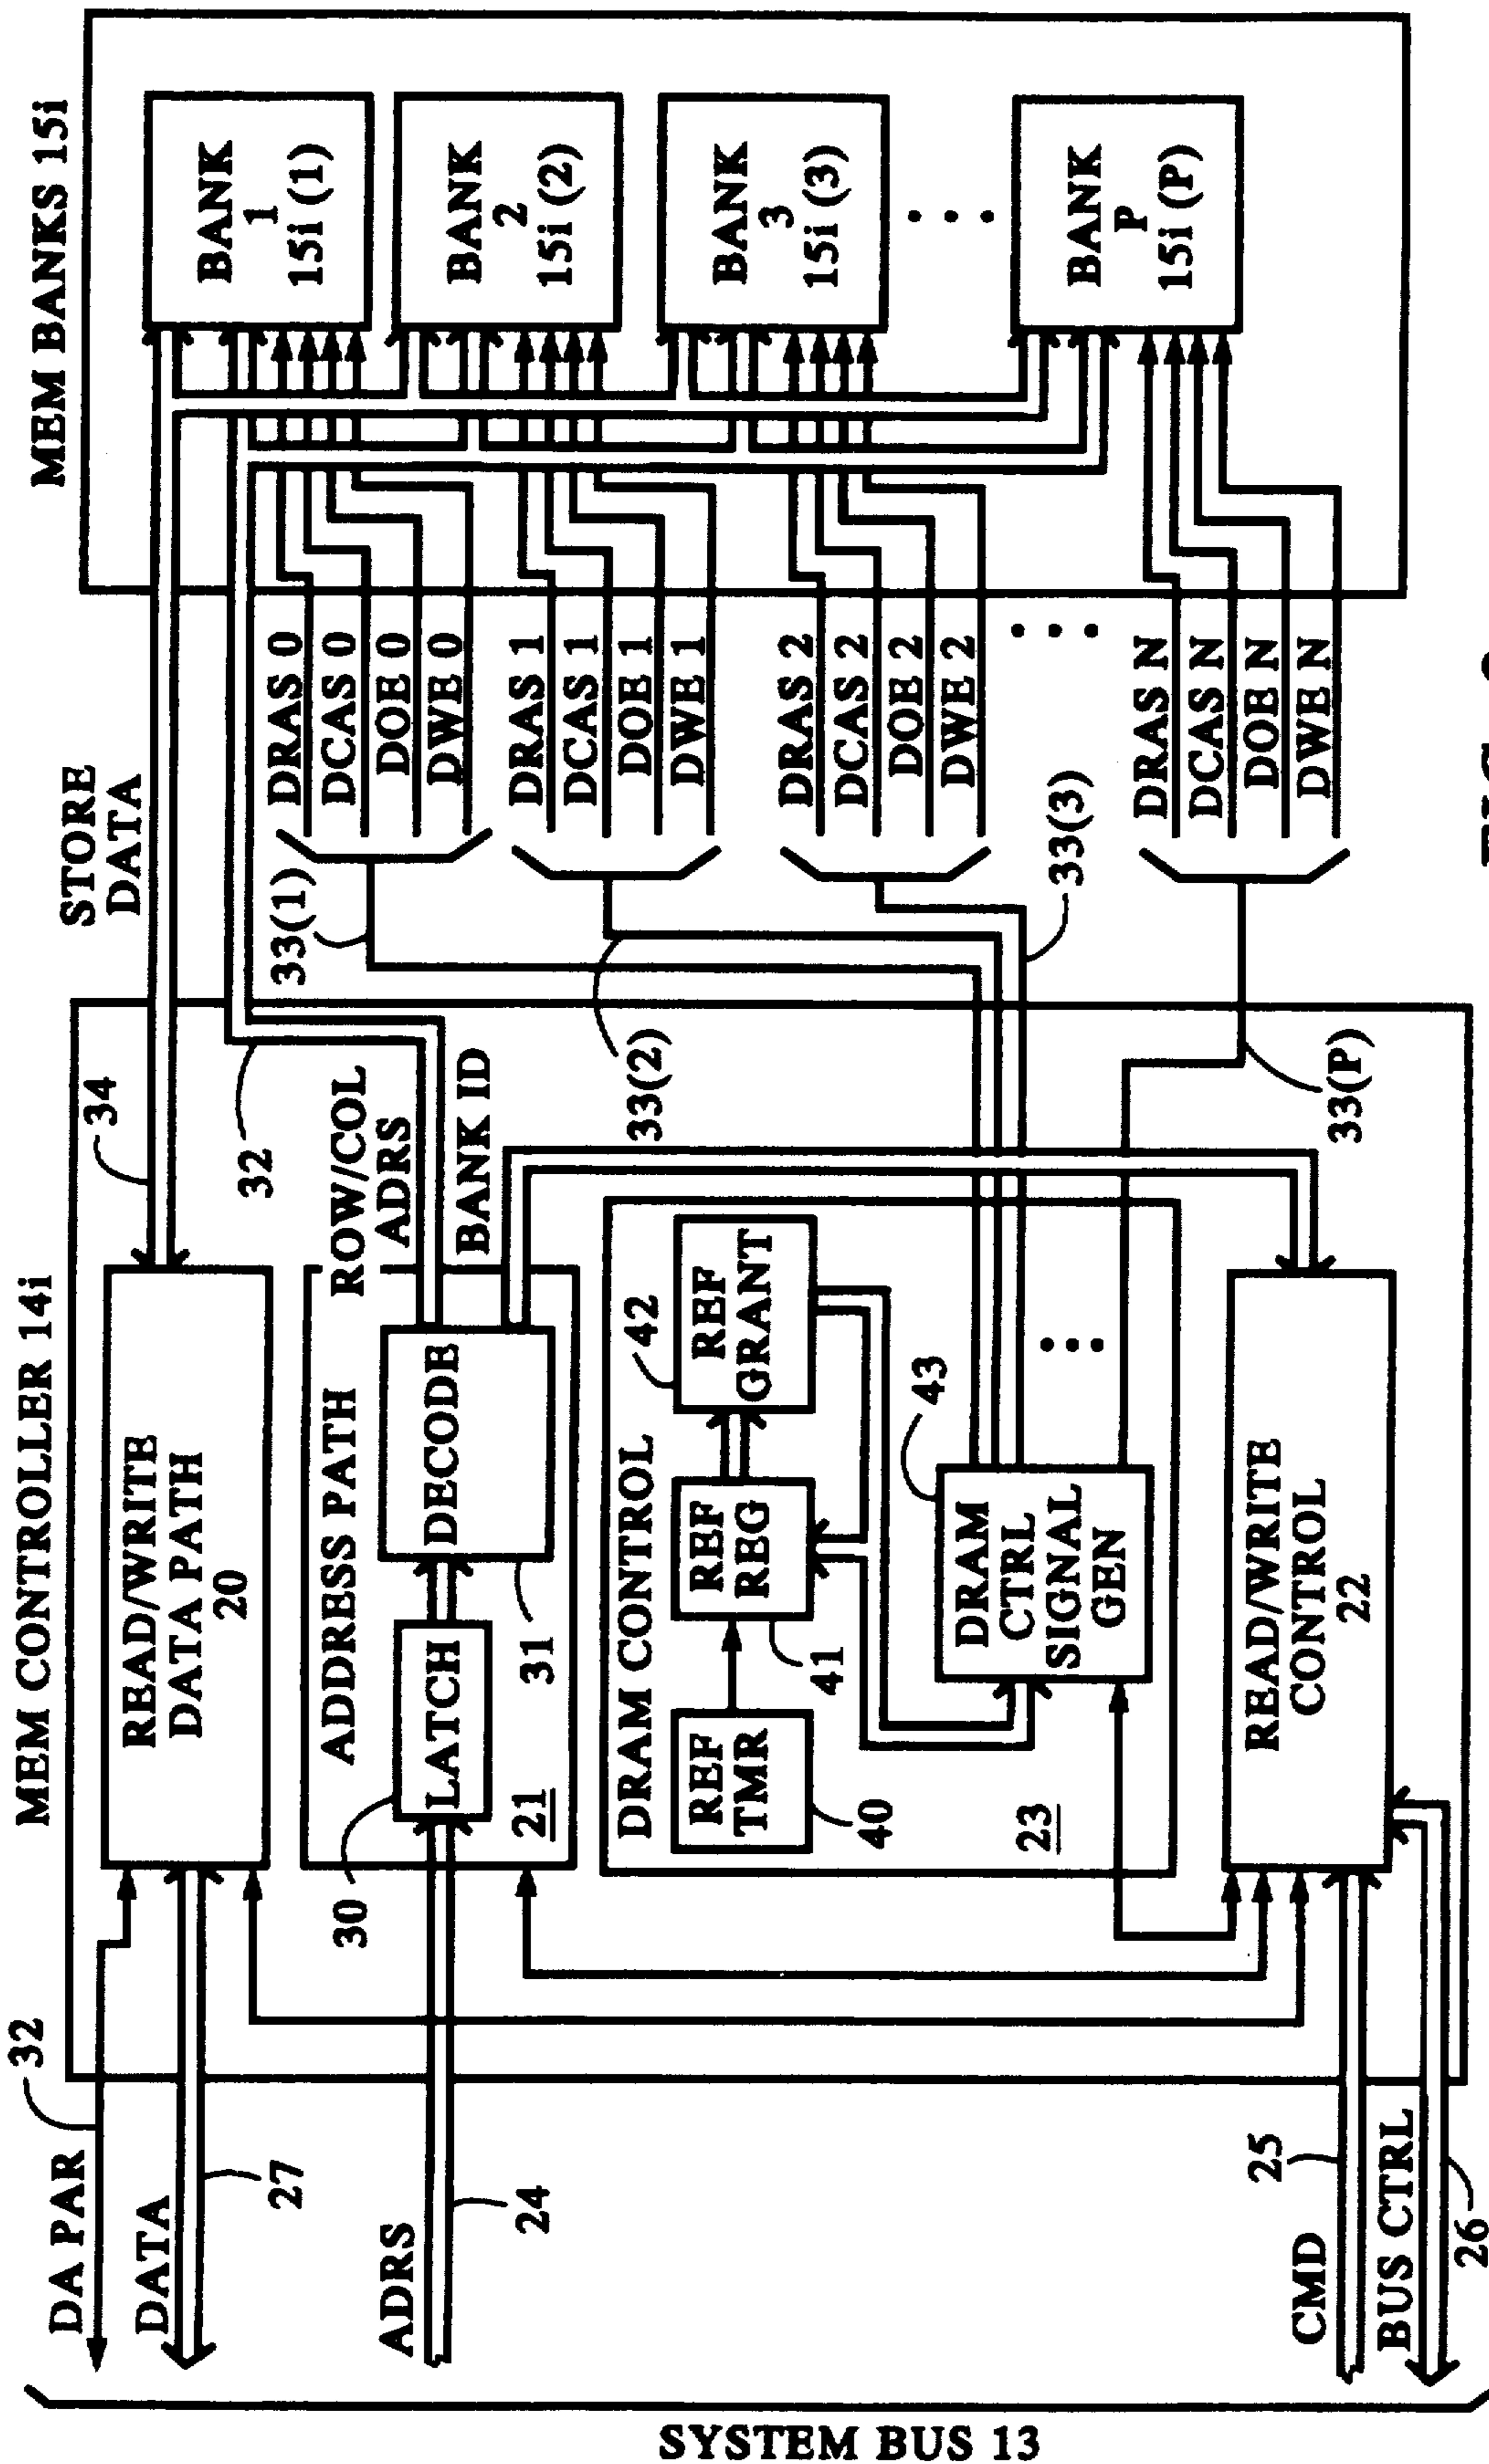 MEM CONTROLLER 14i
MEM BANKS 15i
DA PAR
32
DATA
27
ADRS
24
CMD
25
BUS CTRL
26
SYSTEM BUS 13
READ/WRITE
DATA PATH
20
34
STORE
DATA
ADDRESS PATH
30
LATCH
21
DECODE
31
ROW/COL
ADRS
32
BANK ID
DRAM CONTROL
REF
TMR
40
REF
REG
41
REF
GRANT
42
DRAM
CTRL
SIGNAL
GEN
43
23
READ/WRITE
CONTROL
22
33(1)
33(2)
33(3)
33(P)
DRAS 0
DCAS 0
DOE 0
DWE 0
DRAS 1
DCAS 1
DOE 1
DWE 1
DRAS 2
DCAS 2
DOE 2
DWE 2
DRAS N
DCAS N
DOE N
DWE N
BANK
1
15i (1)
BANK
2
15i (2)
BANK
3
15i (3)
BANK
P
15i (P)